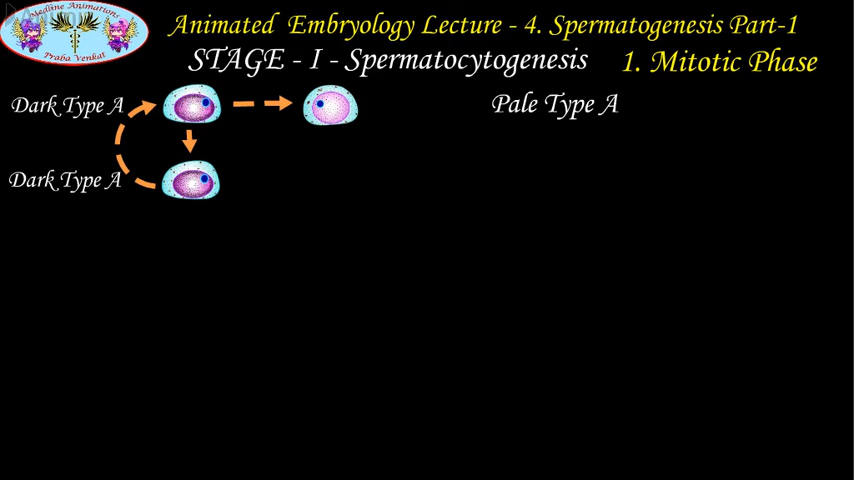 Medline Animations
Praba Venkat
Animated Embryology Lecture - 4. Spermatogenesis Part-1
STAGE - I - Spermatocytogenesis 1. Mitotic Phase
Dark Type A Pale Type A
Dark Type A